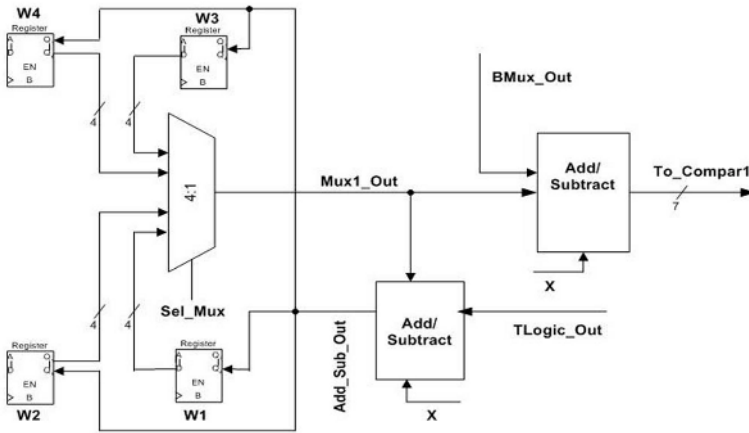 W4
Register
A
Q
EN
B
4
W3
Register
EN
B
4
4:1
Mux1_Out
BMux_Out
Add/
Subtract
To_Compar1
7
X
Sel_Mux
Add_Sub_Out
Add/
Subtract
TLogic_Out
X
4
4
Register
A
EN
B
W2
Register
A
EN
B
W1